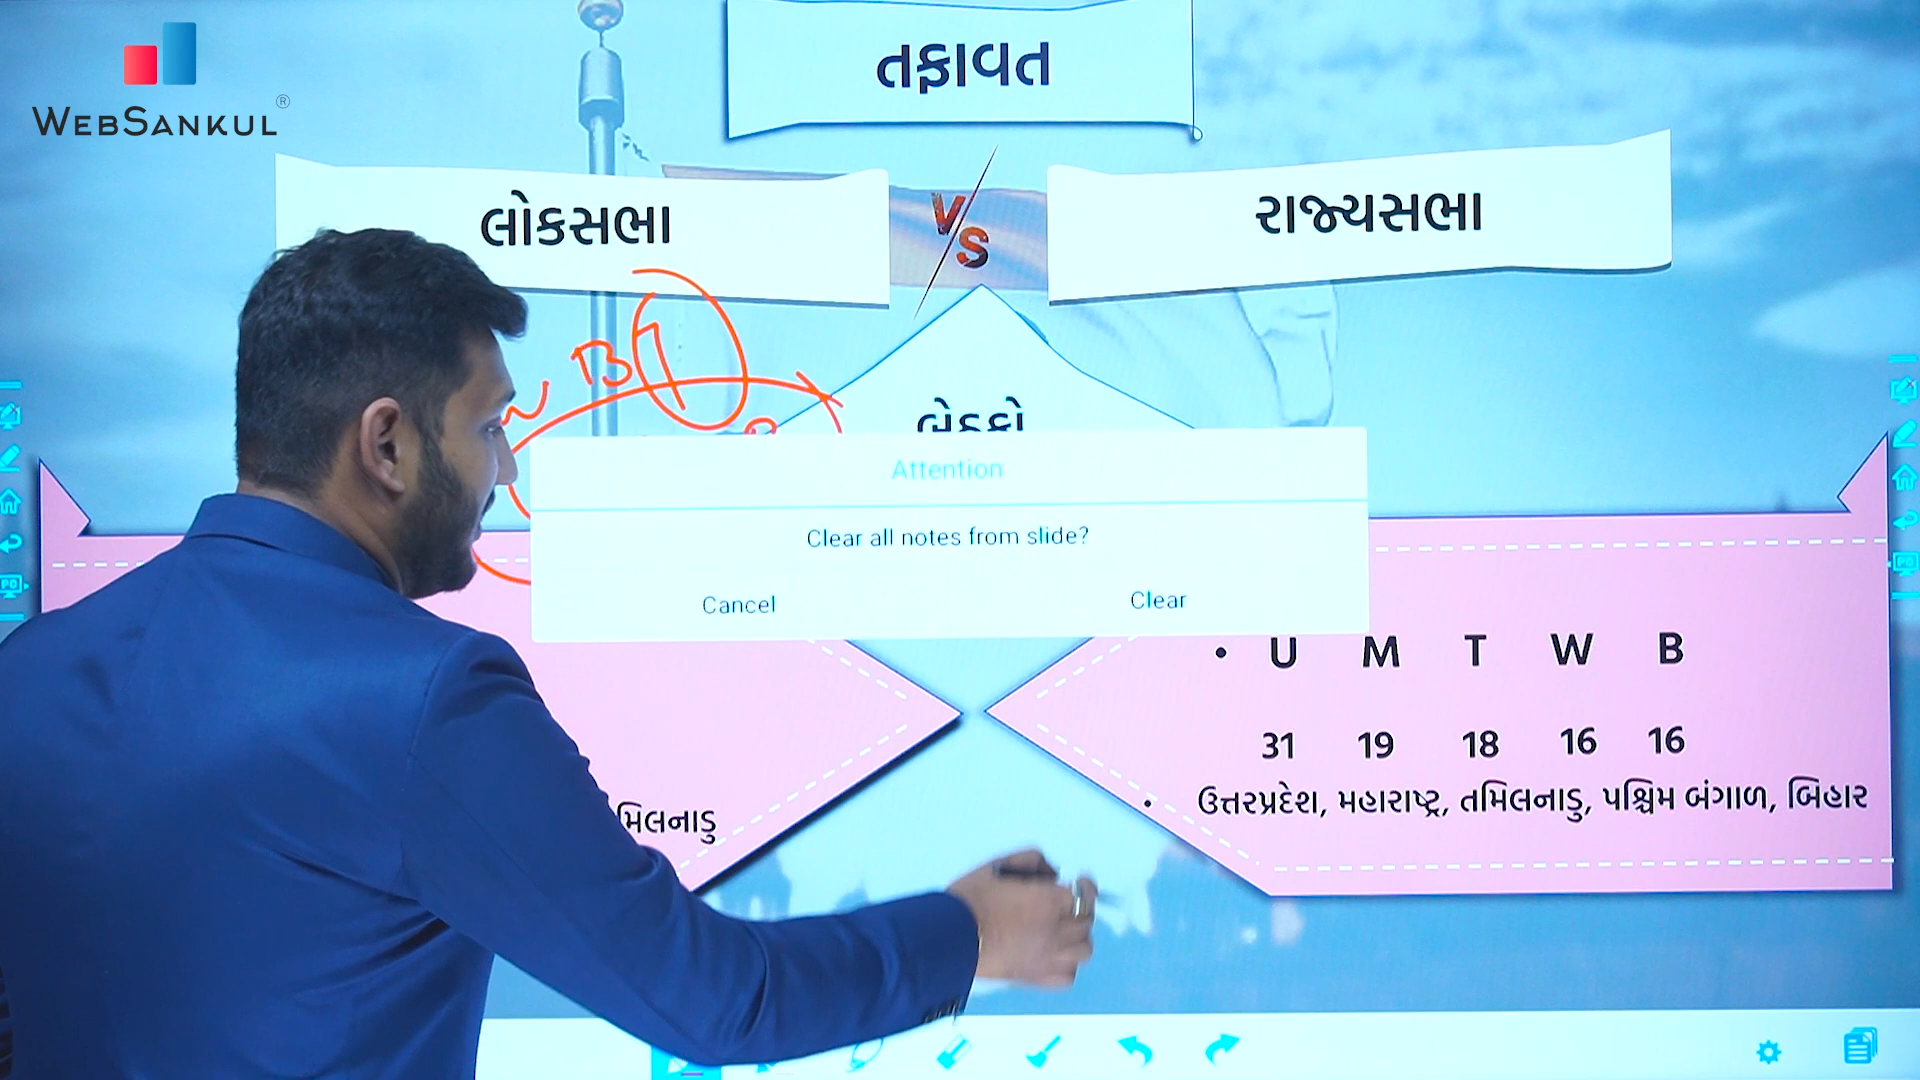 WEBSANKUL®
તફાવત
લોકસભા
VS
રાજ્યસભા
B
બેઠકો
Attention
Clear all notes from slide?
Cancel
Clear
• U M T W B
31 19 18 16 16
મિલનાડુ
• ઉત્તરપ્રદેશ, મહારાષ્ટ્ર, તમિલનાડુ, પશ્ચિમ બંગાળ, બિહાર